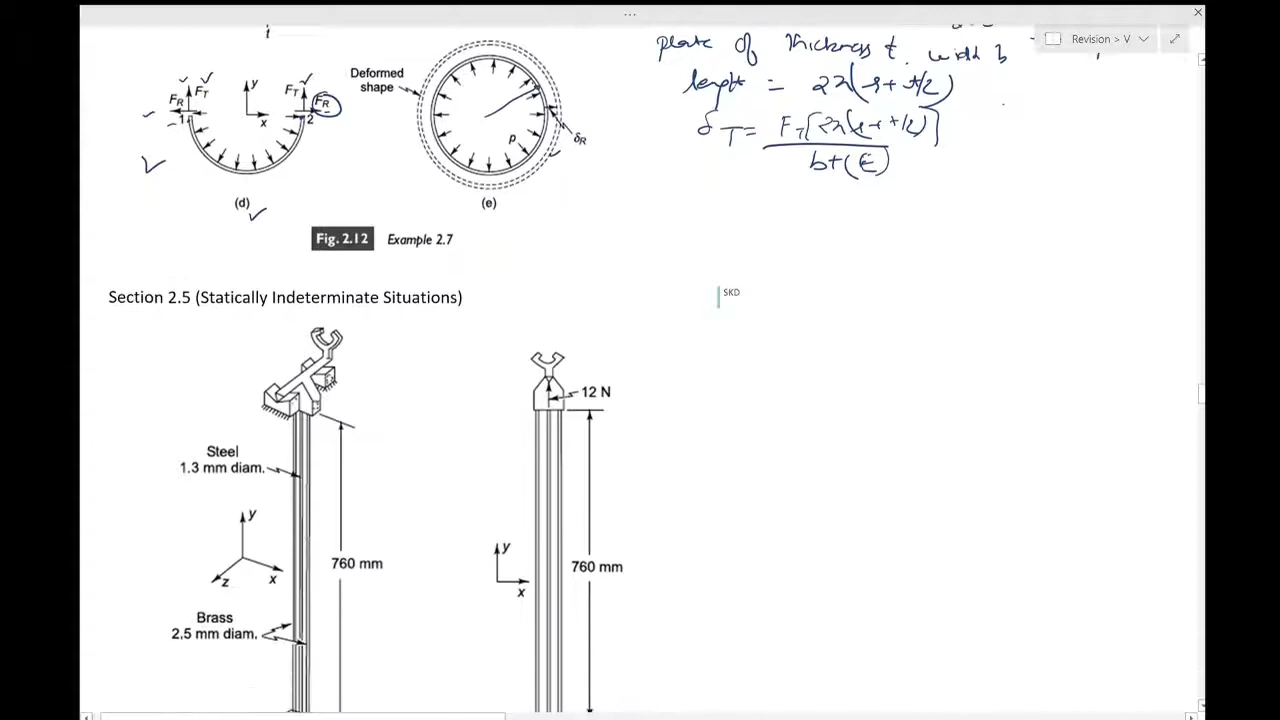 Revision > V
plate of thickness t, width b
length = 2π(r+t/2)
δT = FT[2π(r+t/2)]
bt(E)
y
x
FR
FT
FT
FR
1
2
(d)
Deformed
shape
p
δR
(e)
Fig. 2.12 Example 2.7
Section 2.5 (Statically Indeterminate Situations)
SKD
12 N
Steel
1.3 mm diam.
y
x
z
760 mm
y
x
760 mm
Brass
2.5 mm diam.